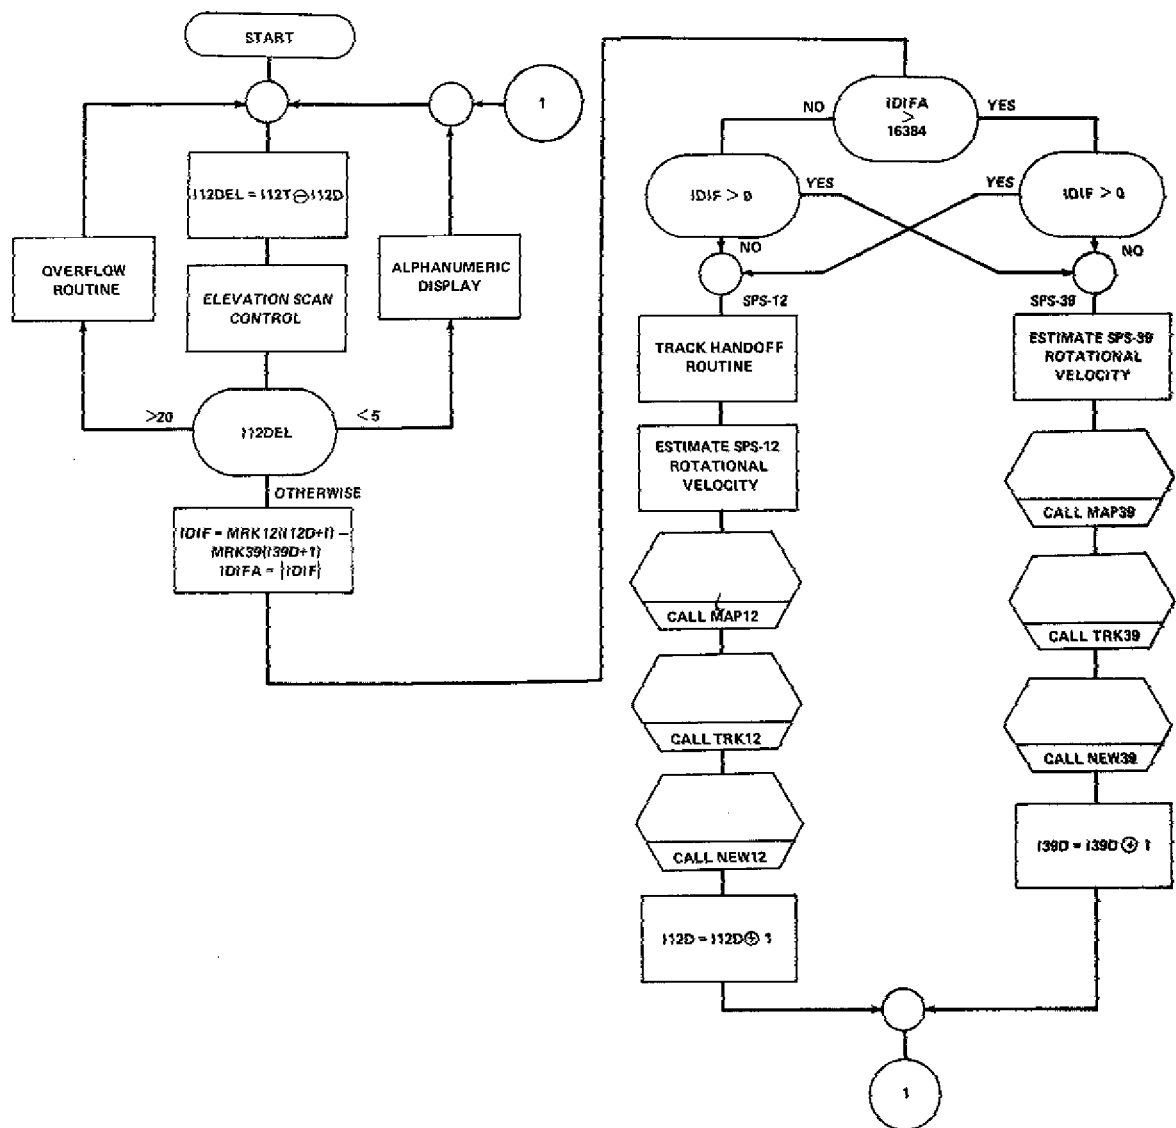 START
1
I12DEL = I12T ⊖ I12D
OVERFLOW
ROUTINE
ELEVATION SCAN
CONTROL
ALPHANUMERIC
DISPLAY
>20
I12DEL
<5
OTHERWISE
IDIF = MRK12(I12D+1) –
MRK39(I39D+1)
IDIFA = |IDIF|
NO
IDIFA
>
16384
YES
IDIF > 0
YES
YES
IDIF > 0
NO
NO
SPS-12
SPS-39
TRACK HANDOFF
ROUTINE
ESTIMATE SPS-12
ROTATIONAL
VELOCITY
CALL MAP12
CALL TRK12
CALL NEW12
I12D = I12D ⊕ 1
ESTIMATE SPS-39
ROTATIONAL
VELOCITY
CALL MAP39
CALL TRK39
CALL NEW39
I39D = I39D ⊕ 1
1